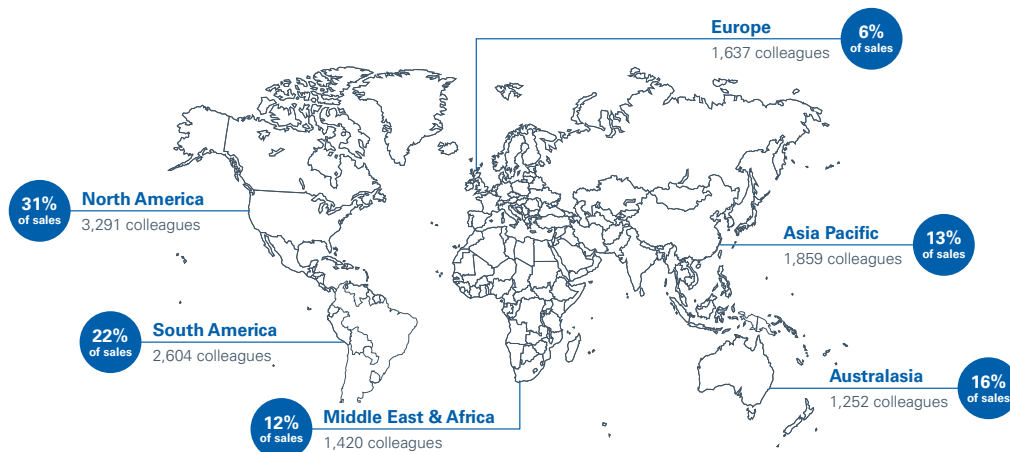 Europe
1,637 colleagues
6%
of sales
31%
of sales
North America
3,291 colleagues
Asia Pacific
1,859 colleagues
13%
of sales
22%
of sales
South America
2,604 colleagues
Australasia
1,252 colleagues
16%
of sales
12%
of sales
Middle East & Africa
1,420 colleagues